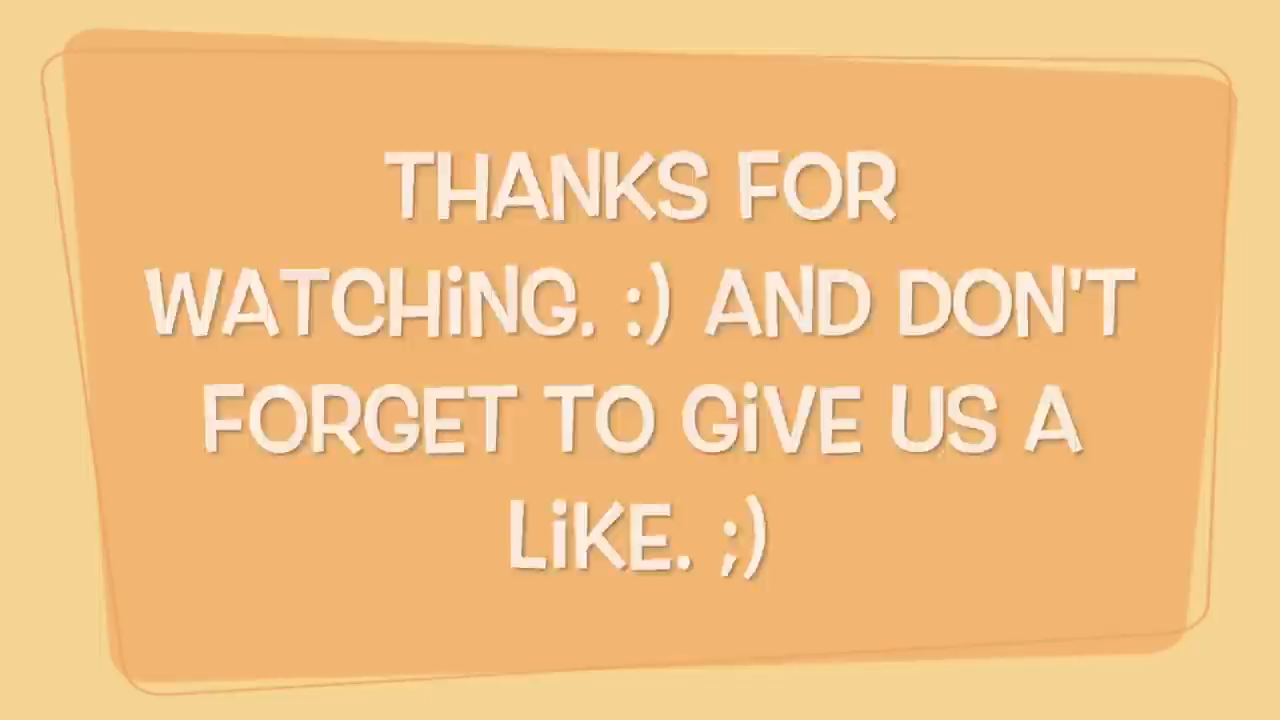 THANKS FOR
WATCHiNG. :) AND DON'T
FORGET TO GiVE US A
LiKE. ;)